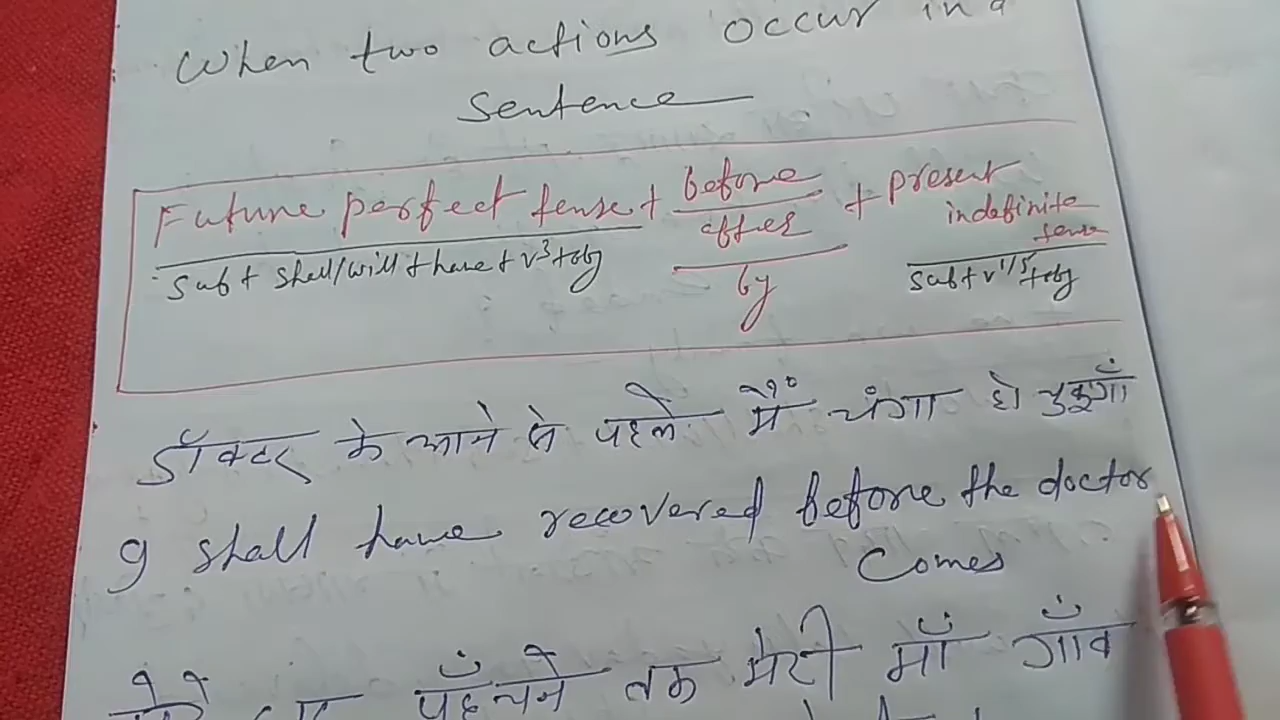 When two actions occur in a
sentence
Future perfect tense + before / after / by + present indefinite tense
Sub + shall/will + have + v³ + obj
Sub + v¹/⁵ + obj
डॉक्टर के आने से पहले मैं चंगा हो चुकूँगा
I shall have recovered before the doctor
comes
पहुँचने तक मेरी माँ गाँव